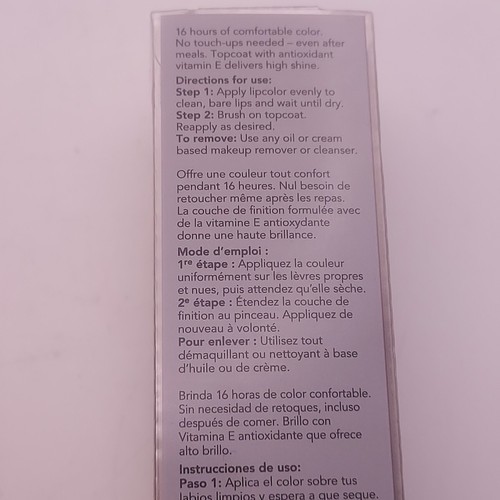 16 hours of comfortable color.
No touch-ups needed – even after
meals. Topcoat with antioxidant
vitamin E delivers high shine.
Directions for use:
Step 1: Apply lipcolor evenly to
clean, bare lips and wait until dry.
Step 2: Brush on topcoat.
Reapply as desired.
To remove: Use any oil or cream
based makeup remover or cleanser.
Offre une couleur tout confort
pendant 16 heures. Nul besoin de
retoucher même après les repas.
La couche de finition formulée avec
de la vitamine E antioxydante
donne une haute brillance.
Mode d'emploi :
1re étape : Appliquez la couleur
uniformément sur les lèvres propres
et nues, puis attendez qu'elle sèche.
2e étape : Étendez la couche de
finition au pinceau. Appliquez de
nouveau à volonté.
Pour enlever : Utilisez tout
démaquillant ou nettoyant à base
d'huile ou de crème.
Brinda 16 horas de color confortable.
Sin necesidad de retoques, incluso
después de comer. Brillo con
Vitamina E antioxidante que ofrece
alto brillo.
Instrucciones de uso:
Paso 1: Aplica el color sobre tus
labios limpios y espera a que seque.